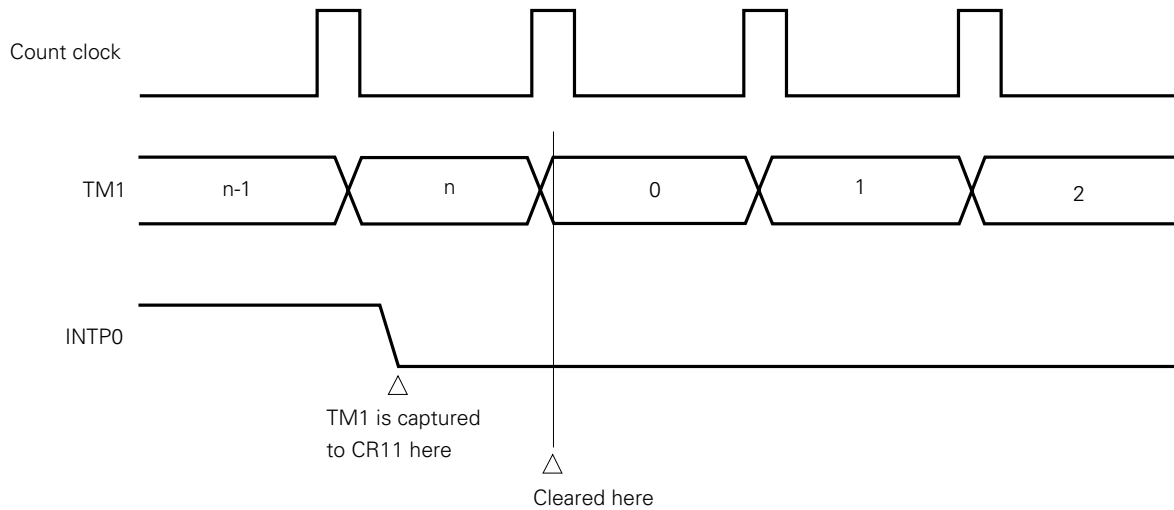 Count clock
TM1
n-1
n
0
1
2
INTP0
TM1 is captured
to CR11 here
Cleared here